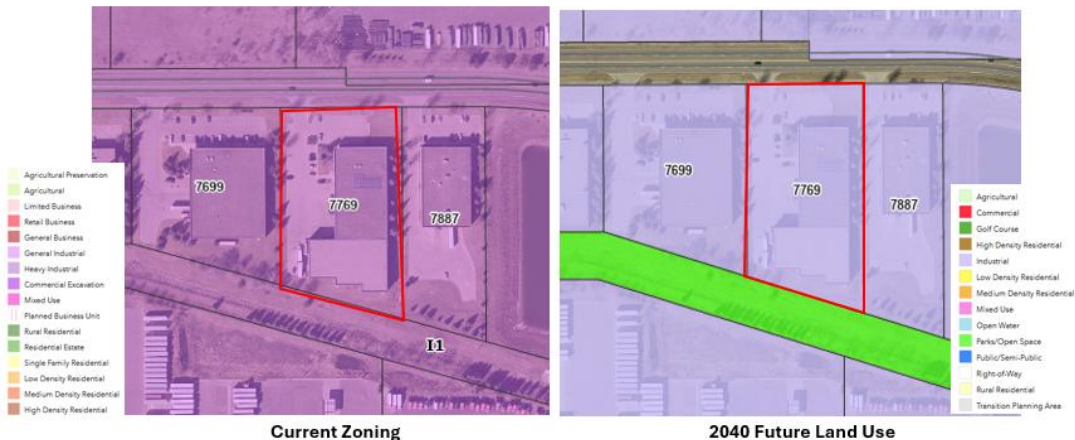 7699
7769
7887
I1
Agricultural Preservation
Agricultural
Limited Business
Retail Business
General Business
General Industrial
Heavy Industrial
Commercial Excavation
Mixed Use
Planned Business Unit
Rural Residential
Residential Estate
Single Family Residential
Low Density Residential
Medium Density Residential
High Density Residential
Current Zoning
7699
7769
7887
Agricultural
Commercial
Golf Course
High Density Residential
Industrial
Low Density Residential
Medium Density Residential
Mixed Use
Open Water
Parks/Open Space
Public/Semi-Public
Right-of-Way
Rural Residential
Transition Planning Area
2040 Future Land Use